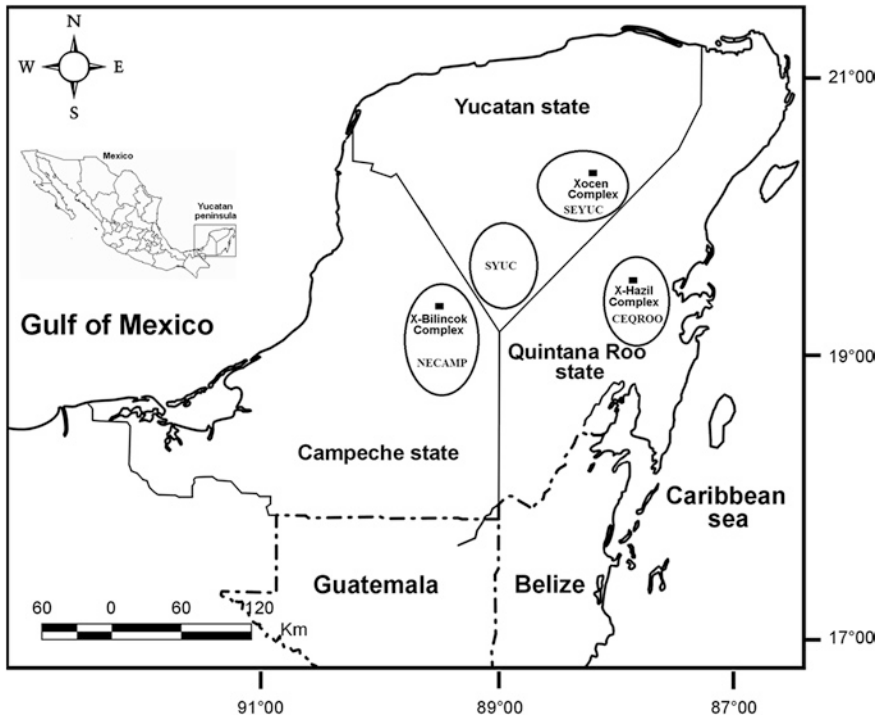 N
W E
S
Mexico
Yucatan
peninsula
Yucatan state
Xocen
Complex
SEYUC
SYUC
X-Hazil
Complex
CEQROO
X-Bilincok
Complex
NECAMP
Gulf of Mexico
Quintana Roo
state
Campeche state
Caribbean
sea
Guatemala
Belize
60 0 60 120
Km
21°00
19°00
17°00
91°00 89°00 87°00